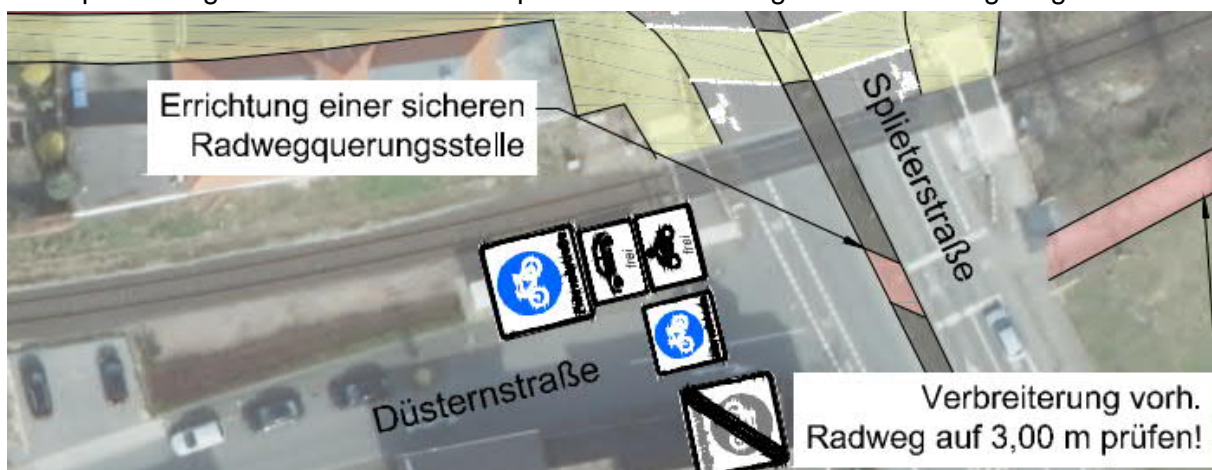 Errichtung einer sicheren
Radwegquerungsstelle
Splieterstraße
frei
frei
Düsternstraße
Verbreiterung vorh.
Radweg auf 3,00 m prüfen!